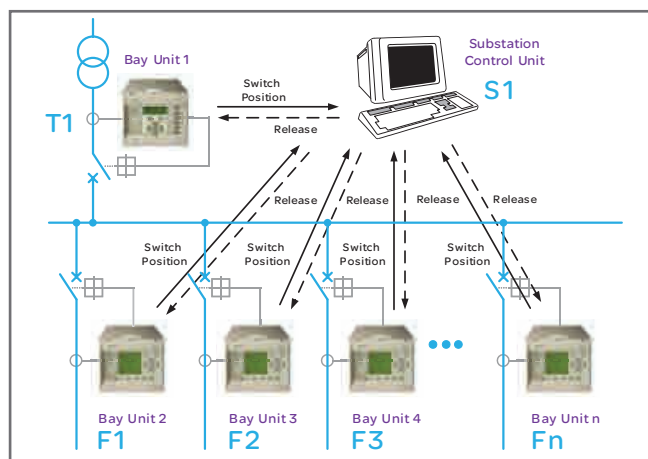 Bay Unit 1
Substation
Control Unit
S1
T1
Switch
Position
Release
Release
Release
Release
Release
Switch
Position
Switch
Position
Switch
Position
Switch
Position
Bay Unit 2
F1
Bay Unit 3
F2
Bay Unit 4
F3
Bay Unit n
Fn